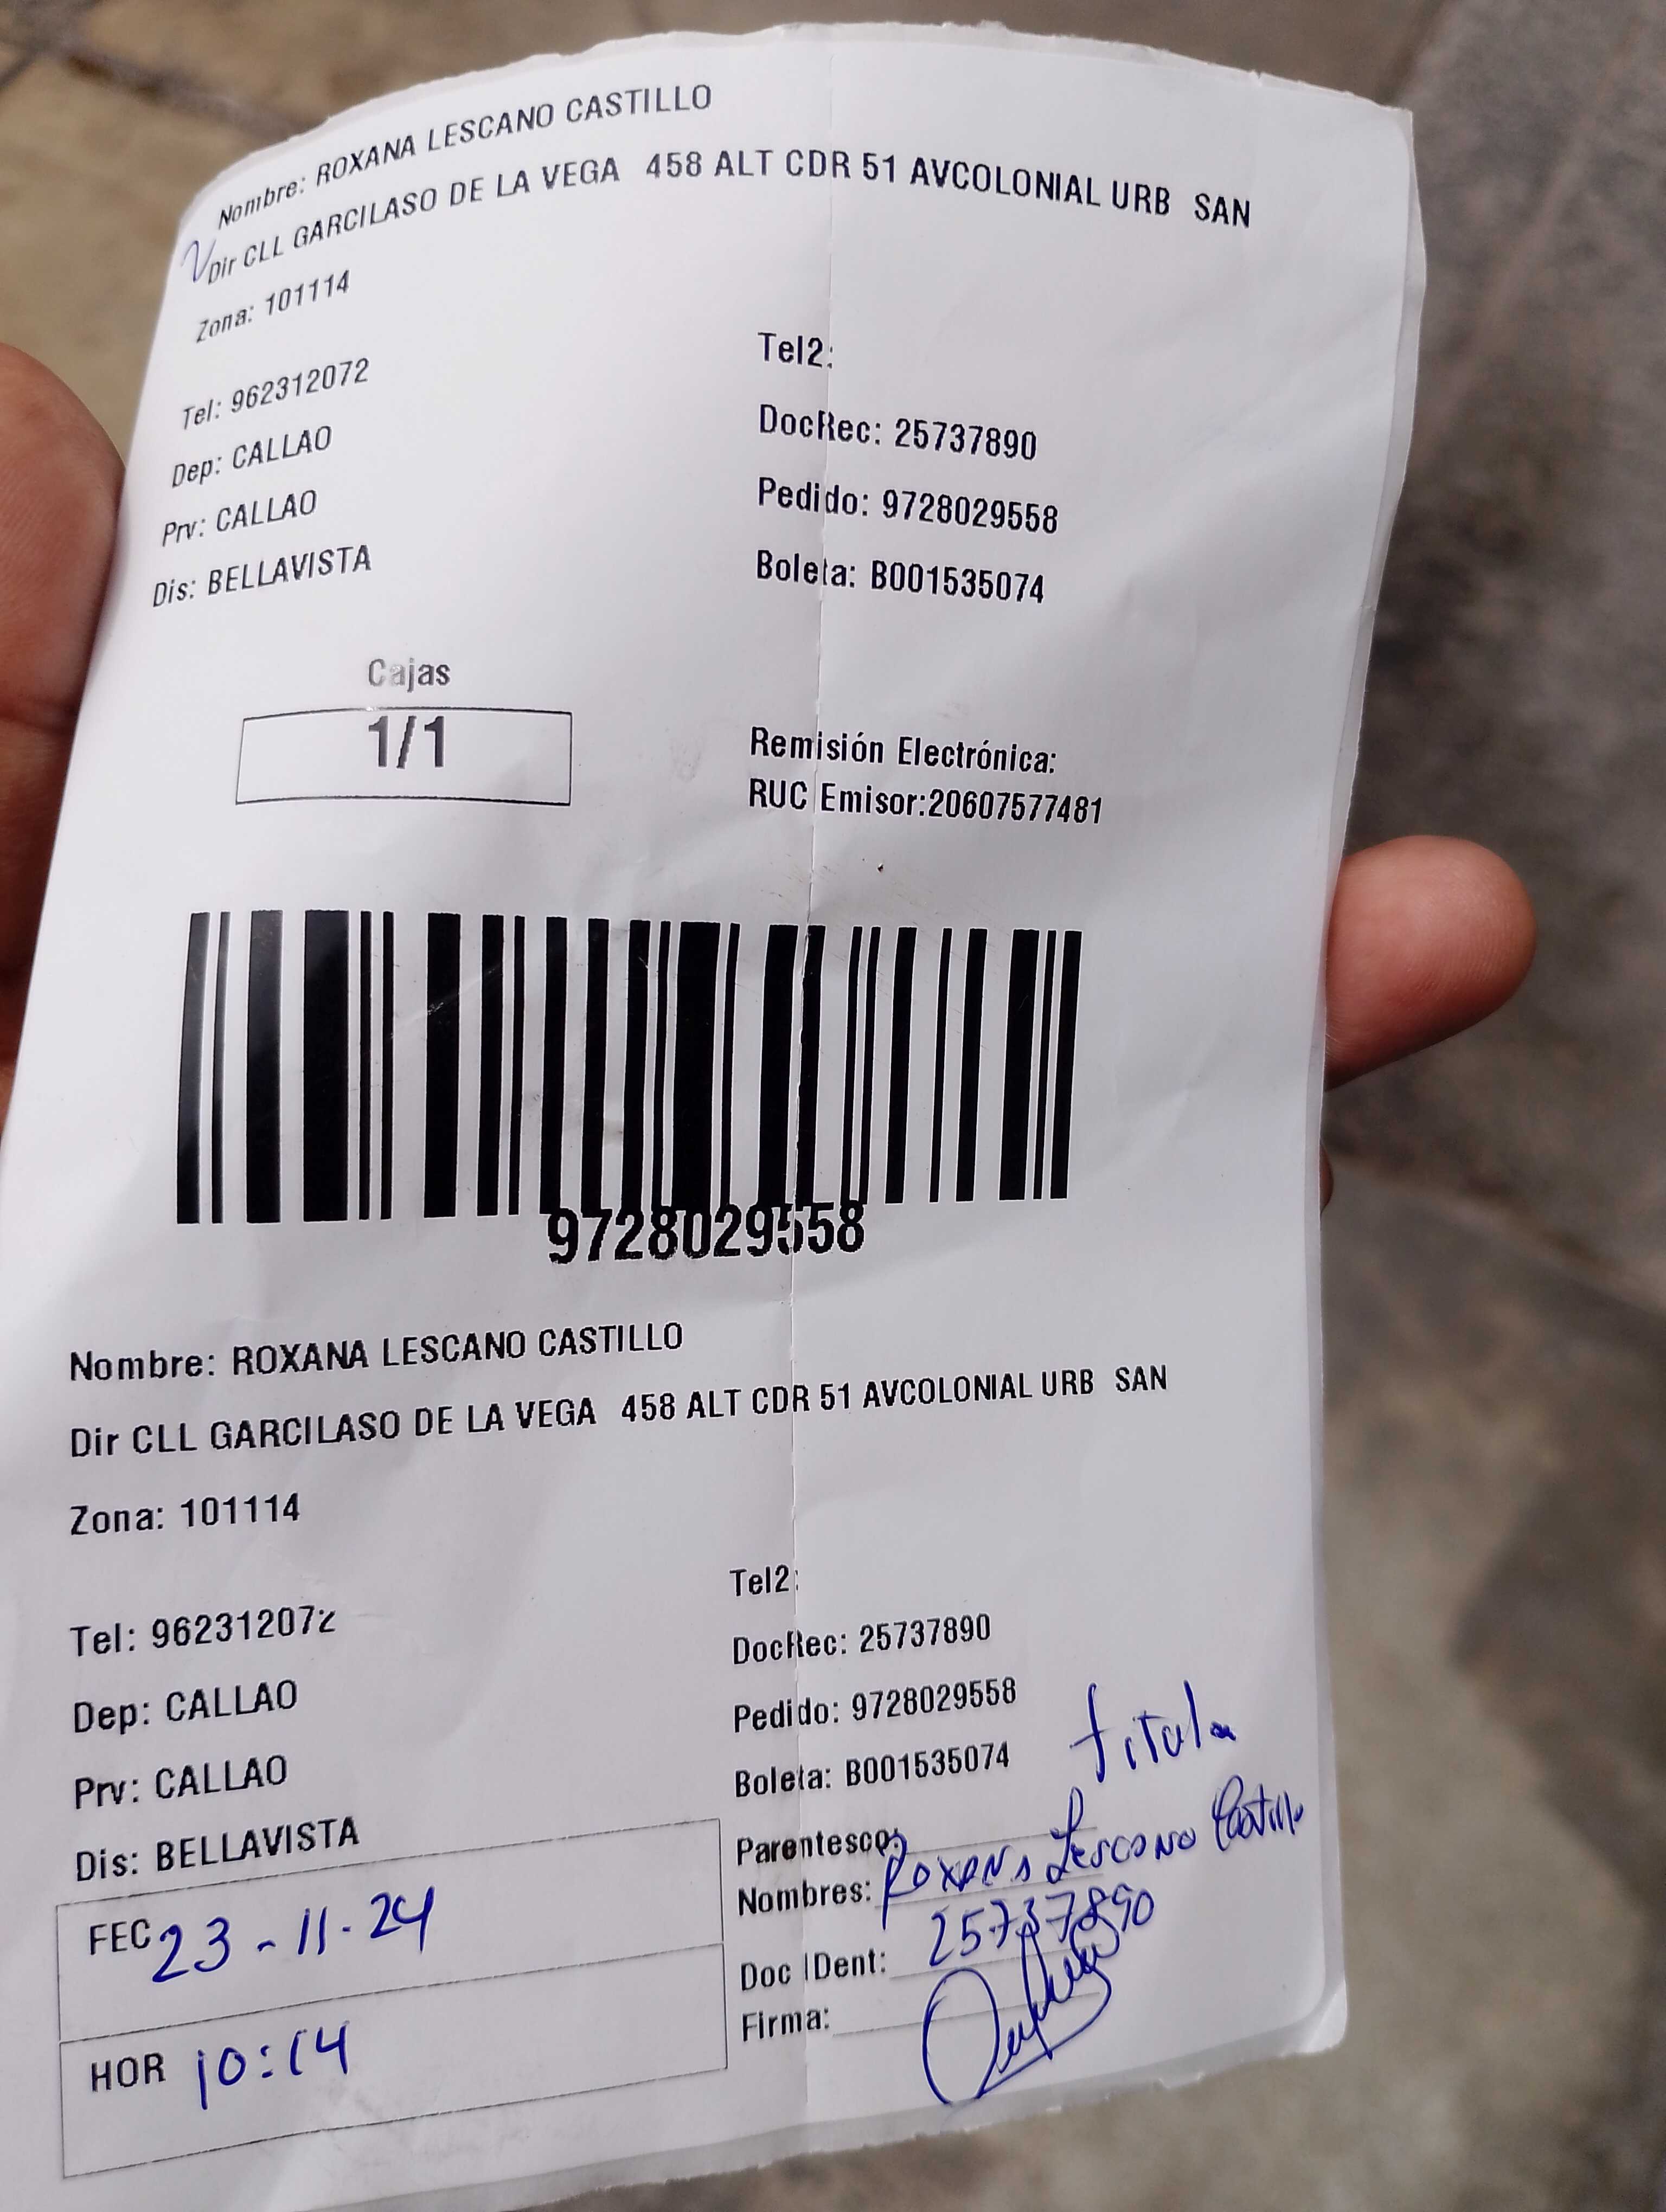 Nombre: ROXANA LESCANO CASTILLO
Dir CLL GARCILASO DE LA VEGA 458 ALT CDR 51 AVCOLONIAL URB SAN
Zona: 101114
Tel2:
Tel: 962312072
DocRec: 25737890
Dep: CALLAO
Pedido: 9728029558
Prv: CALLAO
Boleta: B001535074
Dis: BELLAVISTA
Cajas
1/1
Remisión Electrónica:
RUC Emisor:20607577481
9728029558
Nombre: ROXANA LESCANO CASTILLO
Dir CLL GARCILASO DE LA VEGA 458 ALT CDR 51 AVCOLONIAL URB SAN
Zona: 101114
Tel2:
Tel: 962312072
DocRec: 25737890
Dep: CALLAO
Pedido: 9728029558
Prv: CALLAO
Boleta: B001535074
Dis: BELLAVISTA
Parentesco: titula
Nombres: Roxana Lescano Castillo
Doc IDent: 25737890
Firma:
FEC 23-11-24
HOR 10:14